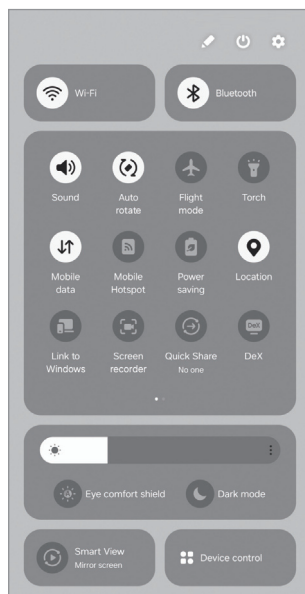 Wi-Fi
Bluetooth
Sound
Auto
rotate
Flight
mode
Torch
Mobile
data
Mobile
Hotspot
Power
saving
Location
Link to
Windows
Screen
recorder
Quick Share
No one
DeX
DeX
Eye comfort shield
Dark mode
Smart View
Mirror screen
Device control